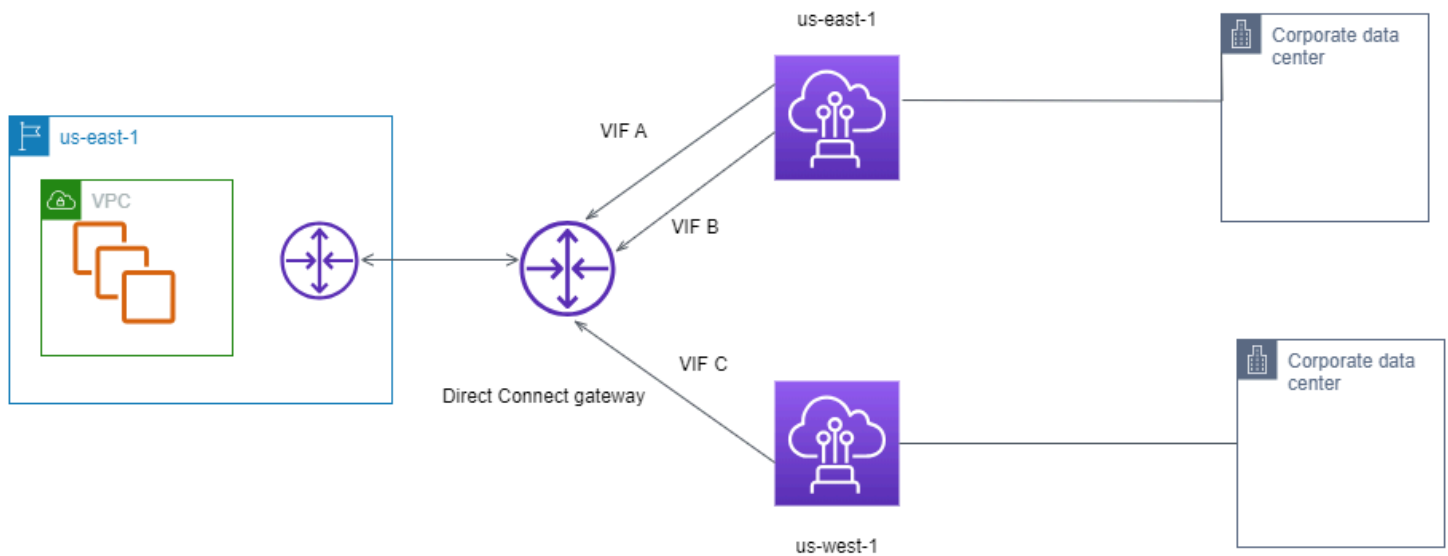 us-east-1
Corporate data
center
us-east-1
VIF A
VPC
VIF B
VIF C
Corporate data
center
Direct Connect gateway
us-west-1